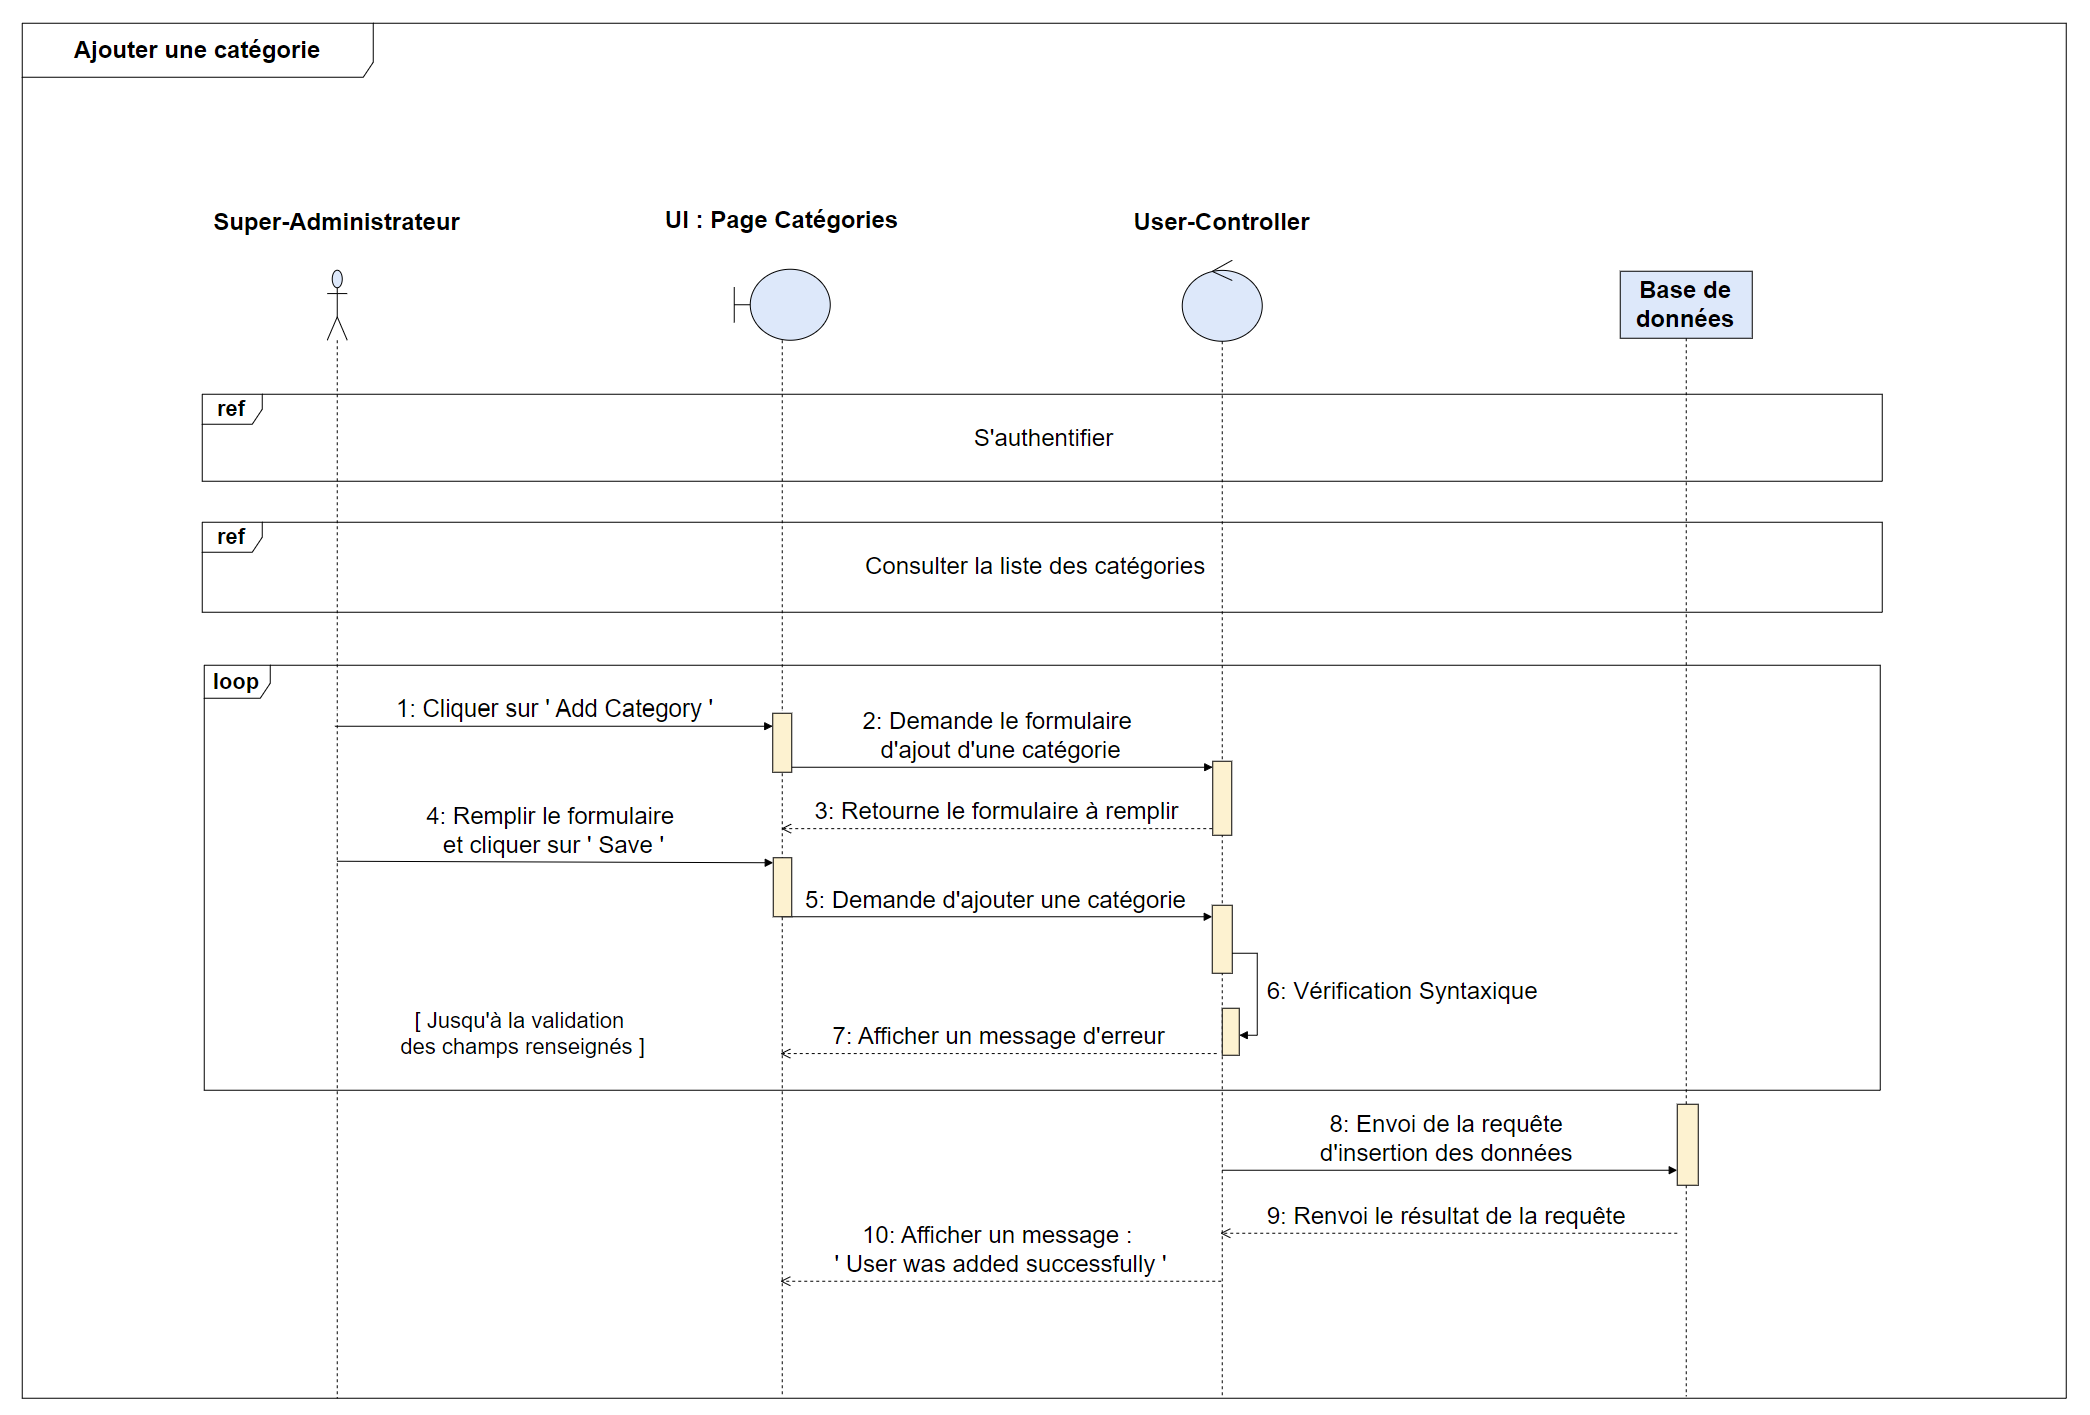 Ajouter une catégorie
Super-Administrateur
UI : Page Catégories
User-Controller
Base de
données
ref
S'authentifier
ref
Consulter la liste des catégories
loop
1: Cliquer sur ' Add Category '
2: Demande le formulaire
d'ajout d'une catégorie
3: Retourne le formulaire à remplir
4: Remplir le formulaire
et cliquer sur ' Save '
5: Demande d'ajouter une catégorie
6: Vérification Syntaxique
[ Jusqu'à la validation
des champs renseignés ]
7: Afficher un message d'erreur
8: Envoi de la requête
d'insertion des données
9: Renvoi le résultat de la requête
10: Afficher un message :
' User was added successfully '